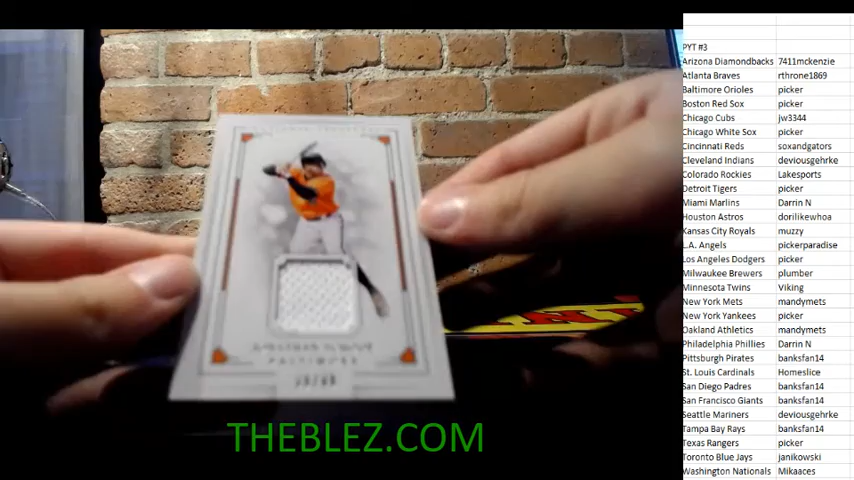 BALTIMORE
THEBLEZ.COM
PYT #3
Arizona Diamondbacks 7411mckenzie
Atlanta Braves rthrone1869
Baltimore Orioles picker
Boston Red Sox picker
Chicago Cubs jw3344
Chicago White Sox picker
Cincinnati Reds soxandgators
Cleveland Indians deviousgehrke
Colorado Rockies Lakesports
Detroit Tigers picker
Miami Marlins Darrin N
Houston Astros dorilikewhoa
Kansas City Royals muzzy
L.A. Angels pickerparadise
Los Angeles Dodgers picker
Milwaukee Brewers plumber
Minnesota Twins Viking
New York Mets mandymets
New York Yankees picker
Oakland Athletics mandymets
Philadelphia Phillies Darrin N
Pittsburgh Pirates banksfan14
St. Louis Cardinals Homeslice
San Diego Padres banksfan14
San Francisco Giants banksfan14
Seattle Mariners deviousgehrke
Tampa Bay Rays banksfan14
Texas Rangers picker
Toronto Blue Jays janikowski
Washington Nationals Mikaaces